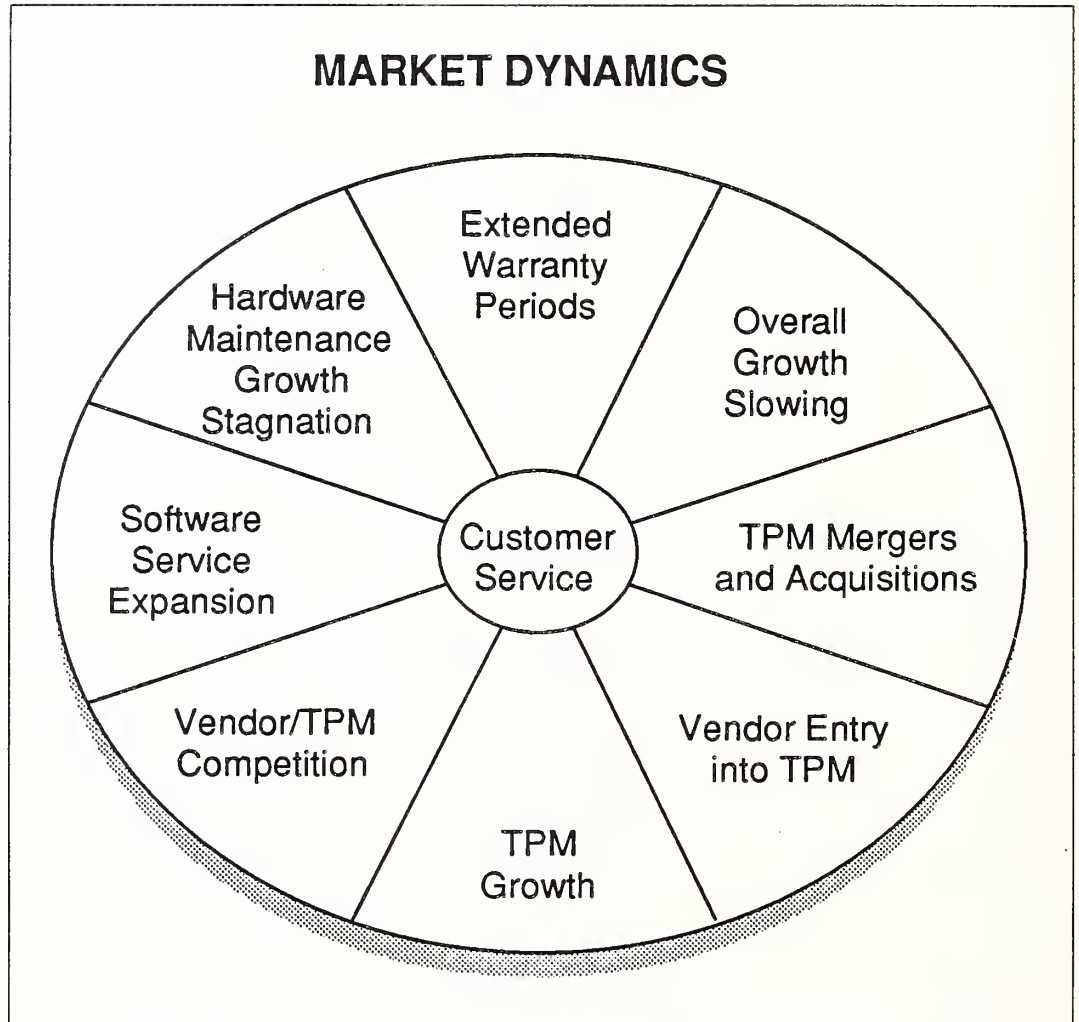 MARKET DYNAMICS
Extended
Warranty
Periods
Overall
Growth
Slowing
TPM Mergers
and Acquisitions
Vendor Entry
into TPM
TPM
Growth
Vendor/TPM
Competition
Software
Service
Expansion
Hardware
Maintenance
Growth
Stagnation
Customer
Service